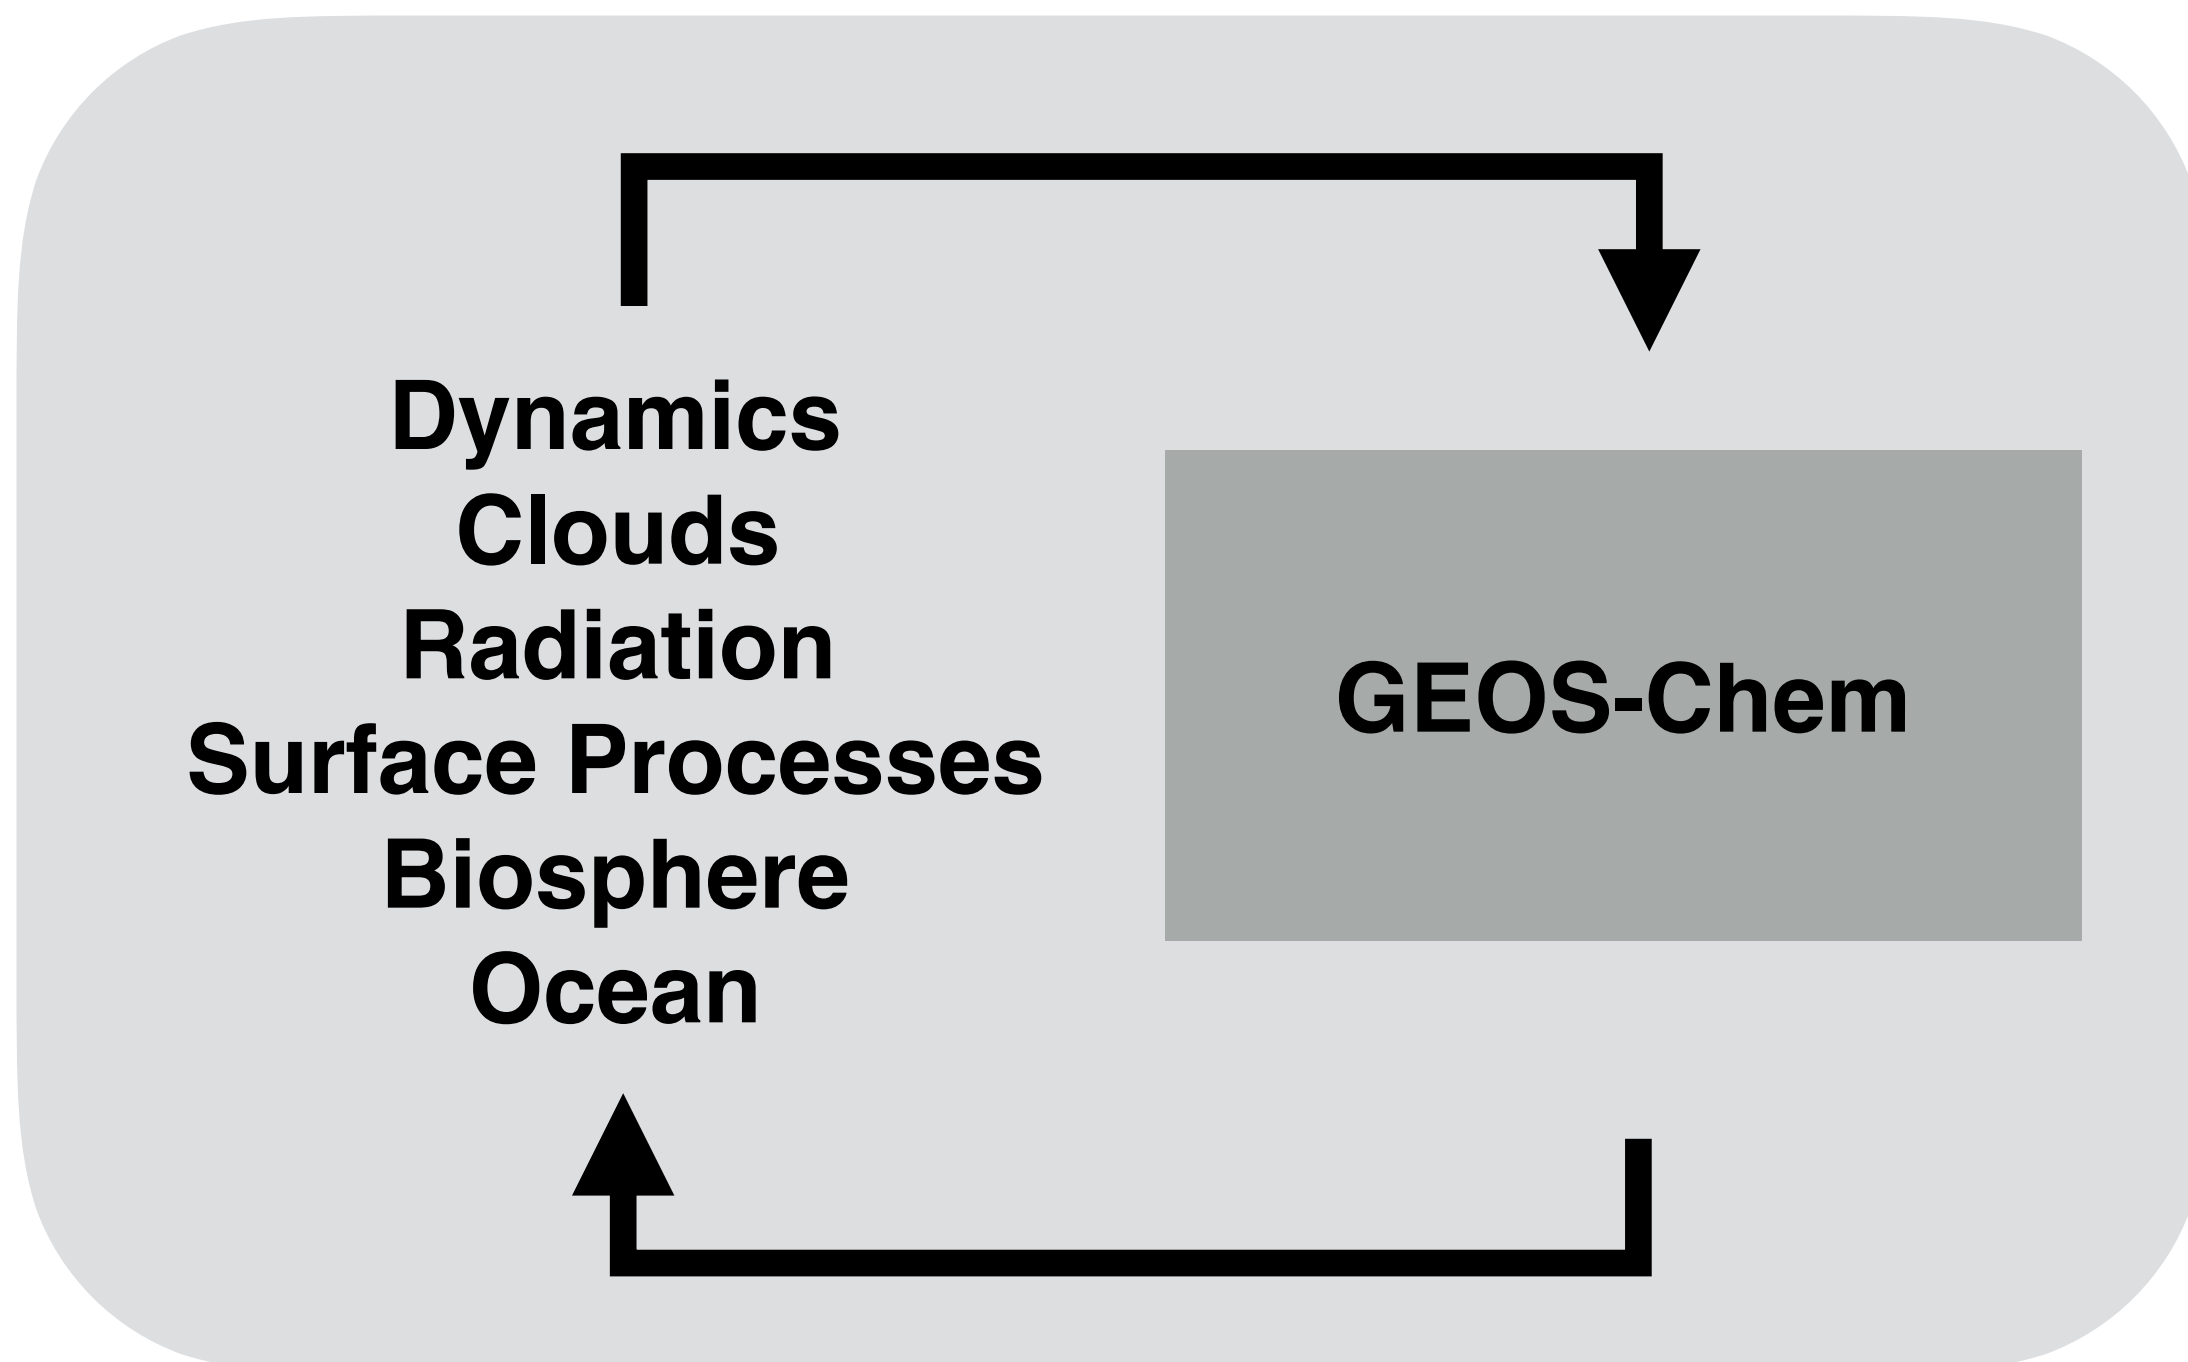 Dynamics
Clouds
Radiation
Surface Processes
Biosphere
Ocean
GEOS-Chem